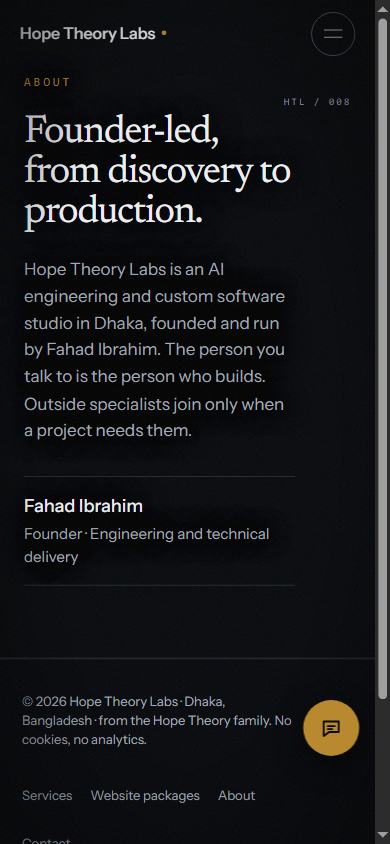 Hope Theory Labs
ABOUT
HTL / 008
Founder-led,
from discovery to
production.
Hope Theory Labs is an AI
engineering and custom software
studio in Dhaka, founded and run
by Fahad Ibrahim. The person you
talk to is the person who builds.
Outside specialists join only when
a project needs them.
Fahad Ibrahim
Founder · Engineering and technical
delivery
© 2026 Hope Theory Labs · Dhaka,
Bangladesh · from the Hope Theory family. No
cookies, no analytics.
Services Website packages About
Contact